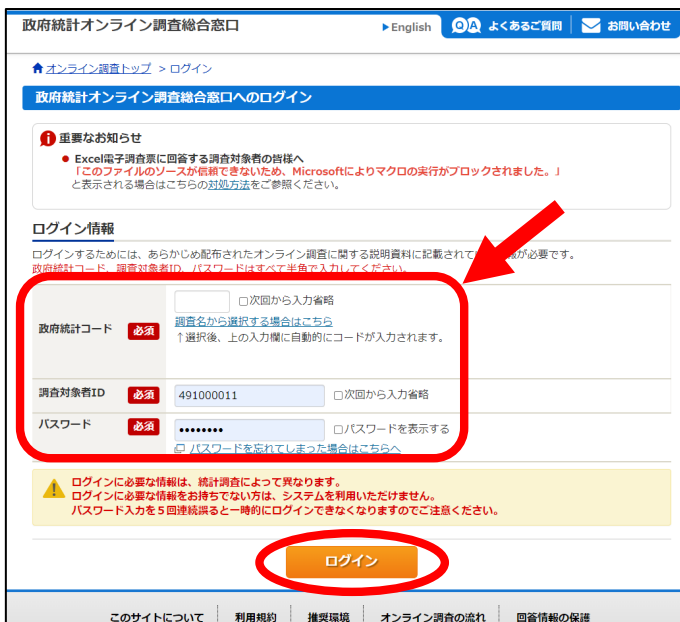 政府統計オンライン調査総合窓口
▶English
Q A よくあるご質問
お問い合わせ
オンライン調査トップ > ログイン
政府統計オンライン調査総合窓口へのログイン
重要なお知らせ
● Excel電子調査票に回答する調査対象者の皆様へ
「このファイルのソースが信頼できないため、Microsoftによりマクロの実行がブロックされました。」
と表示される場合はこちらの対処方法をご参照ください。
ログイン情報
ログインするためには、あらかじめ配布されたオンライン調査に関する説明資料に記載されて が必要です。
政府統計コード、調査対象者ID、パスワードはすべて半角で入力してください。
□次回から入力省略
政府統計コード 必須 調査名から選択する場合はこちら
↑選択後、上の入力欄に自動的にコードが入力されます。
調査対象者ID 必須 491000011 □次回から入力省略
パスワード 必須 •••••••• □パスワードを表示する
パスワードを忘れてしまった場合はこちらへ
ログインに必要な情報は、統計調査によって異なります。
ログインに必要な情報をお持ちでない方は、システムを利用いただけません。
パスワード入力を5回連続誤ると一時的にログインできなくなりますのでご注意ください。
ログイン
このサイトについて 利用規約 推奨環境 オンライン調査の流れ 回答情報の保護